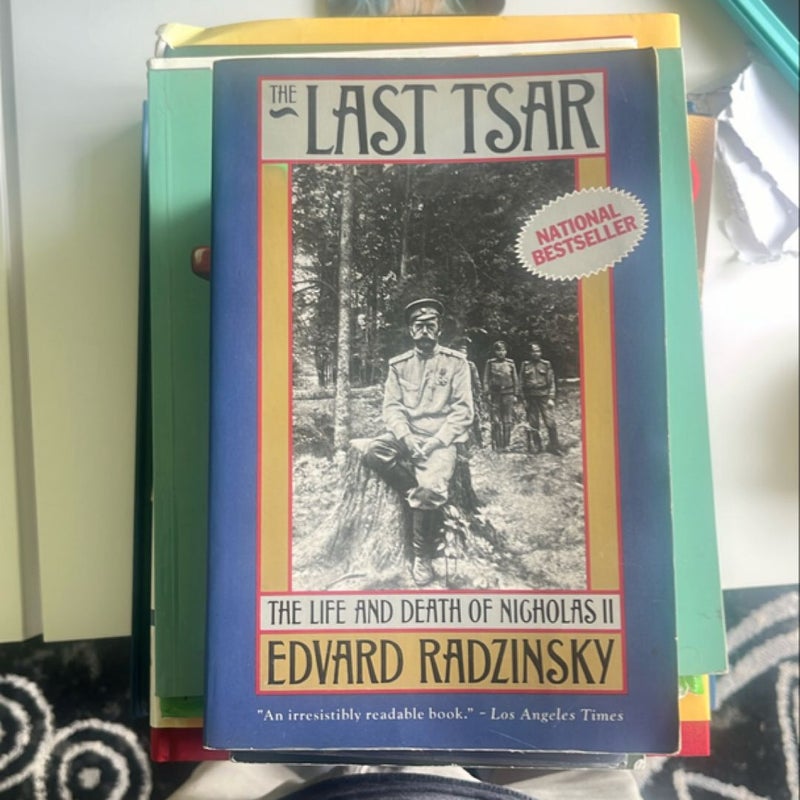 THE
LAST TSAR
NATIONAL
BESTSELLER
THE LIFE AND DEATH OF NICHOLAS II
EDVARD RADZINSKY
"An irresistibly readable book." - Los Angeles Times